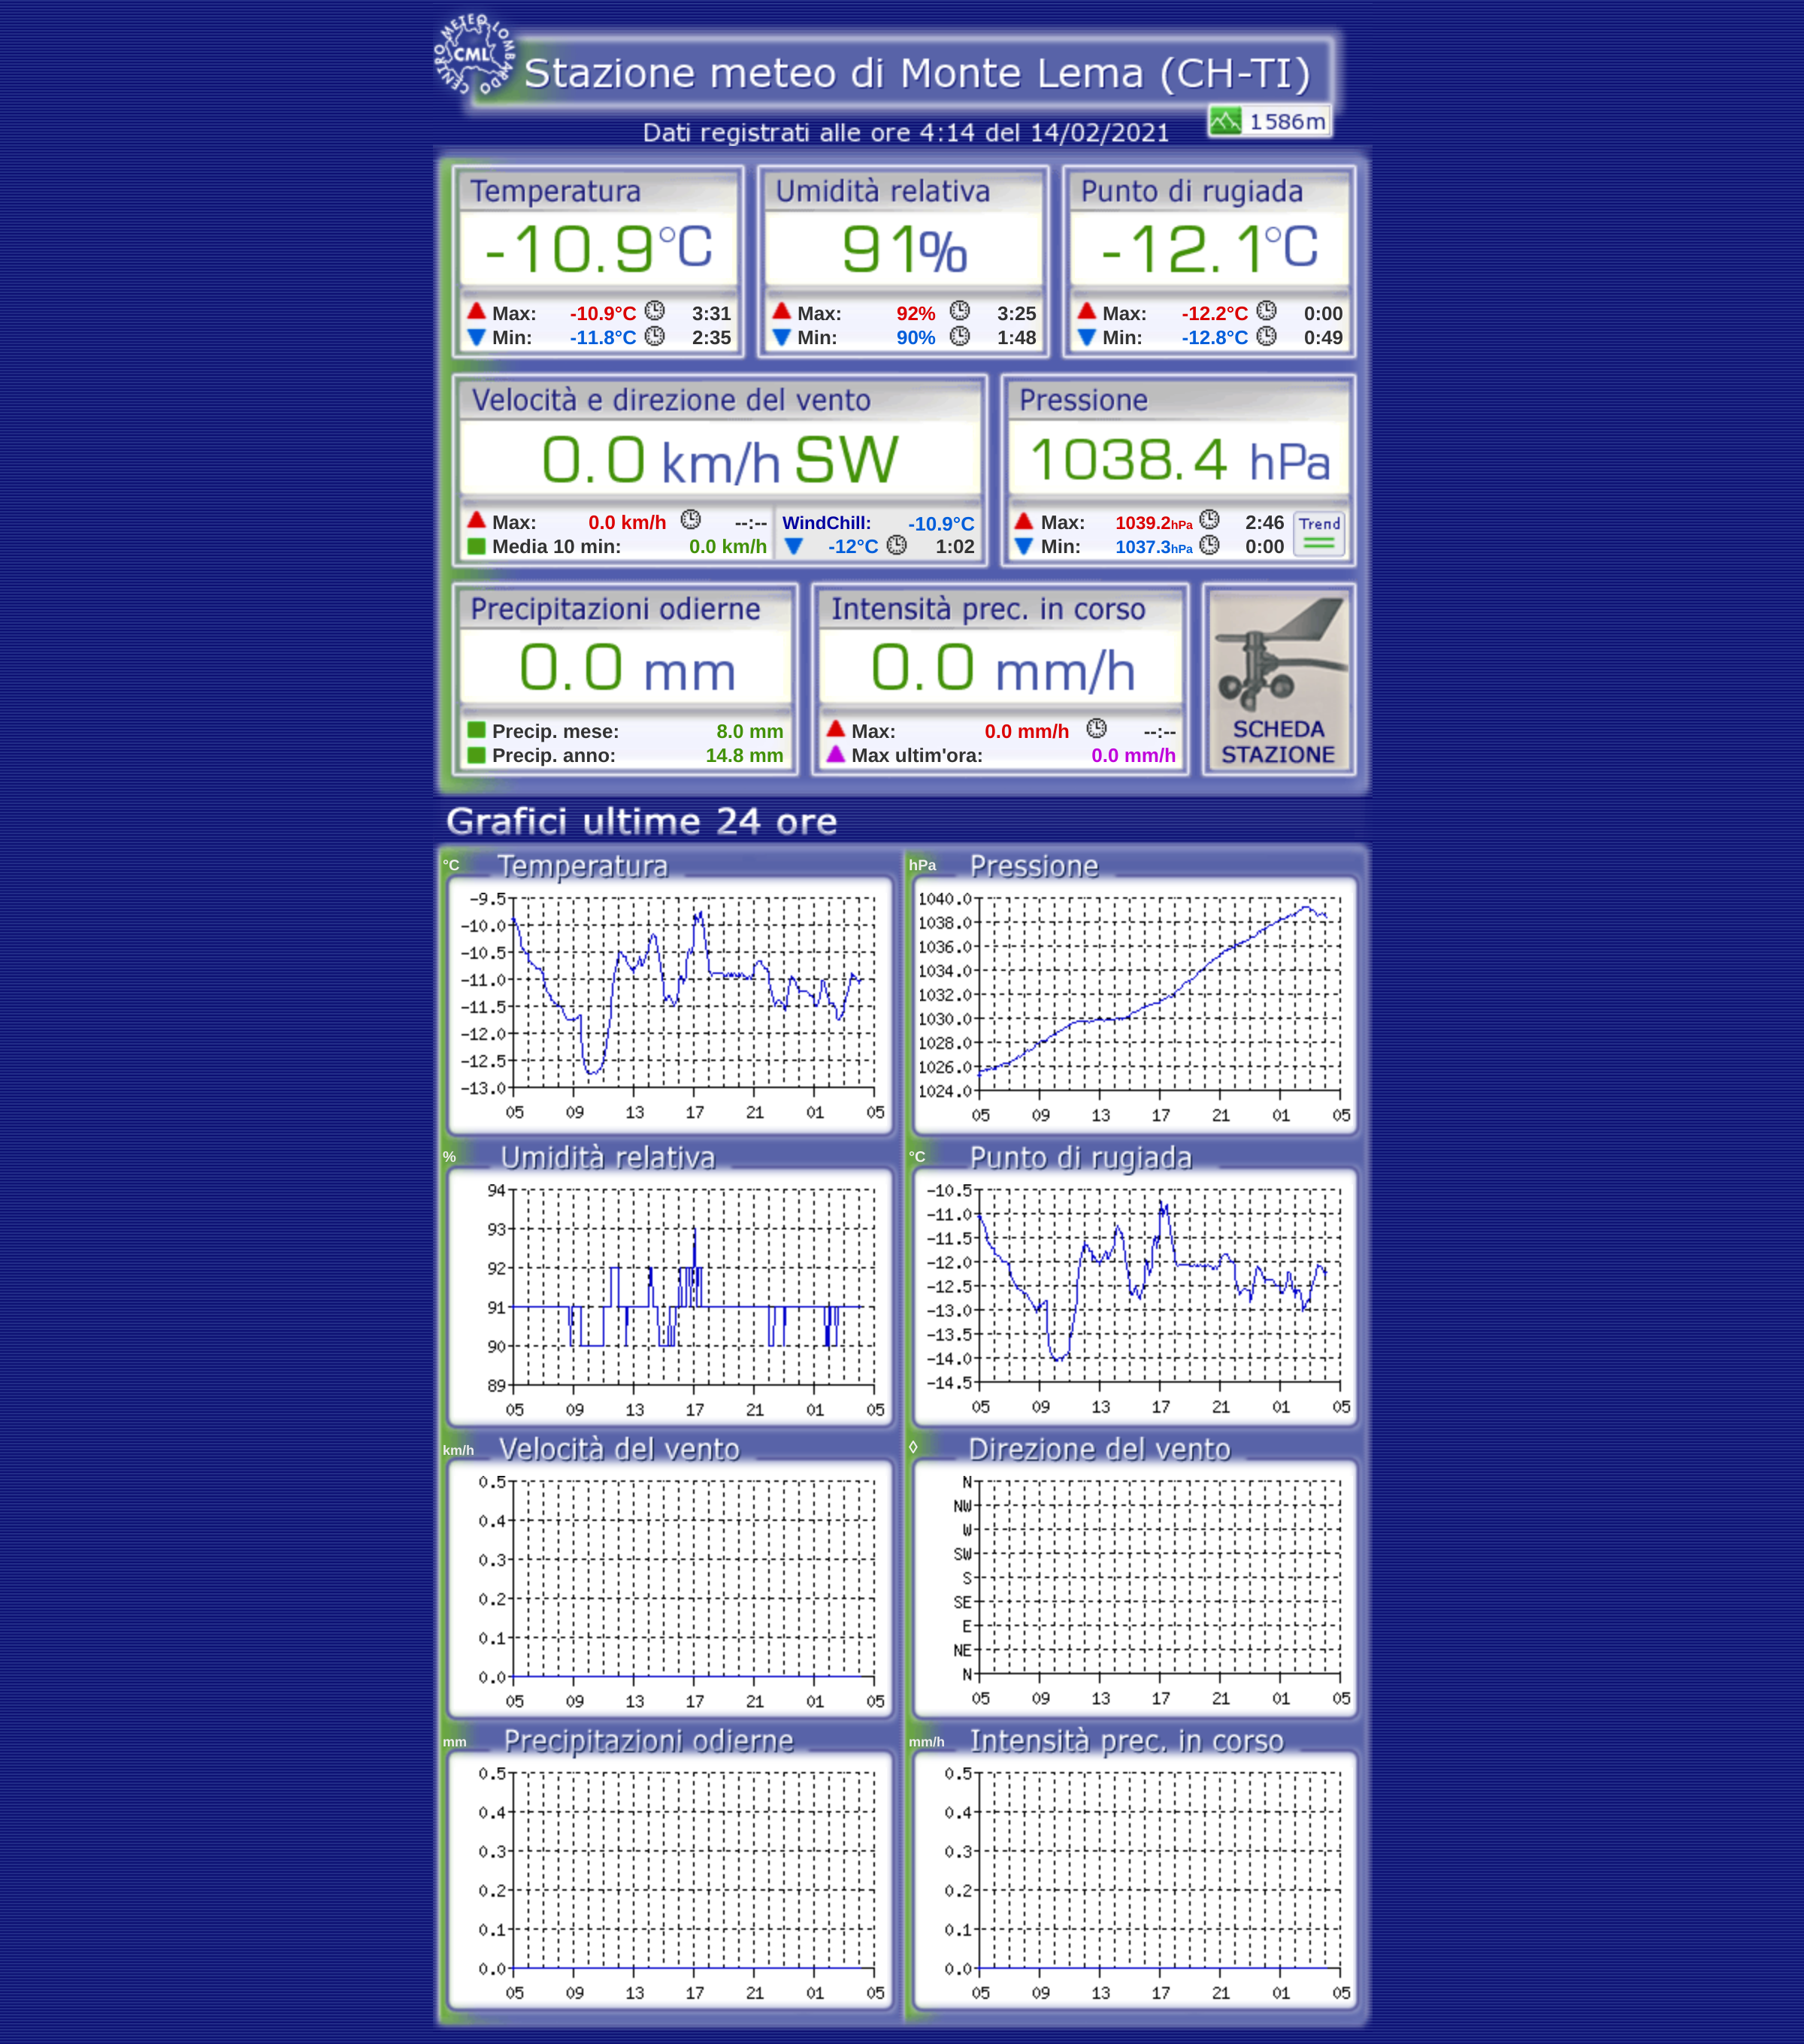 CENTRO METEO LOMBARDO
CML
Stazione meteo di Monte Lema (CH-TI)
1586m
Dati registrati alle ore 4:14 del 14/02/2021
Temperatura
-10.9°C
Max: -10.9°C 3:31
Min: -11.8°C 2:35
Umidità relativa
91%
Max: 92% 3:25
Min: 90% 1:48
Punto di rugiada
-12.1°C
Max: -12.2°C 0:00
Min: -12.8°C 0:49
Velocità e direzione del vento
0.0 km/h SW
Max: 0.0 km/h --:--
Media 10 min: 0.0 km/h
WindChill: -10.9°C
-12°C 1:02
Pressione
1038.4 hPa
Max: 1039.2hPa 2:46
Min: 1037.3hPa 0:00
Trend
Precipitazioni odierne
0.0 mm
Precip. mese: 8.0 mm
Precip. anno: 14.8 mm
Intensità prec. in corso
0.0 mm/h
Max: 0.0 mm/h --:--
Max ultim'ora: 0.0 mm/h
SCHEDA
STAZIONE
Grafici ultime 24 ore
°C Temperatura
-9.5
-10.0
-10.5
-11.0
-11.5
-12.0
-12.5
-13.0
05 09 13 17 21 01 05
hPa Pressione
1040.0
1038.0
1036.0
1034.0
1032.0
1030.0
1028.0
1026.0
1024.0
05 09 13 17 21 01 05
% Umidità relativa
94
93
92
91
90
89
05 09 13 17 21 01 05
°C Punto di rugiada
-10.5
-11.0
-11.5
-12.0
-12.5
-13.0
-13.5
-14.0
-14.5
05 09 13 17 21 01 05
km/h Velocità del vento
0.5
0.4
0.3
0.2
0.1
0.0
05 09 13 17 21 01 05
◊ Direzione del vento
N
NW
W
SW
S
SE
E
NE
N
05 09 13 17 21 01 05
mm Precipitazioni odierne
0.5
0.4
0.3
0.2
0.1
0.0
05 09 13 17 21 01 05
mm/h Intensità prec. in corso
0.5
0.4
0.3
0.2
0.1
0.0
05 09 13 17 21 01 05